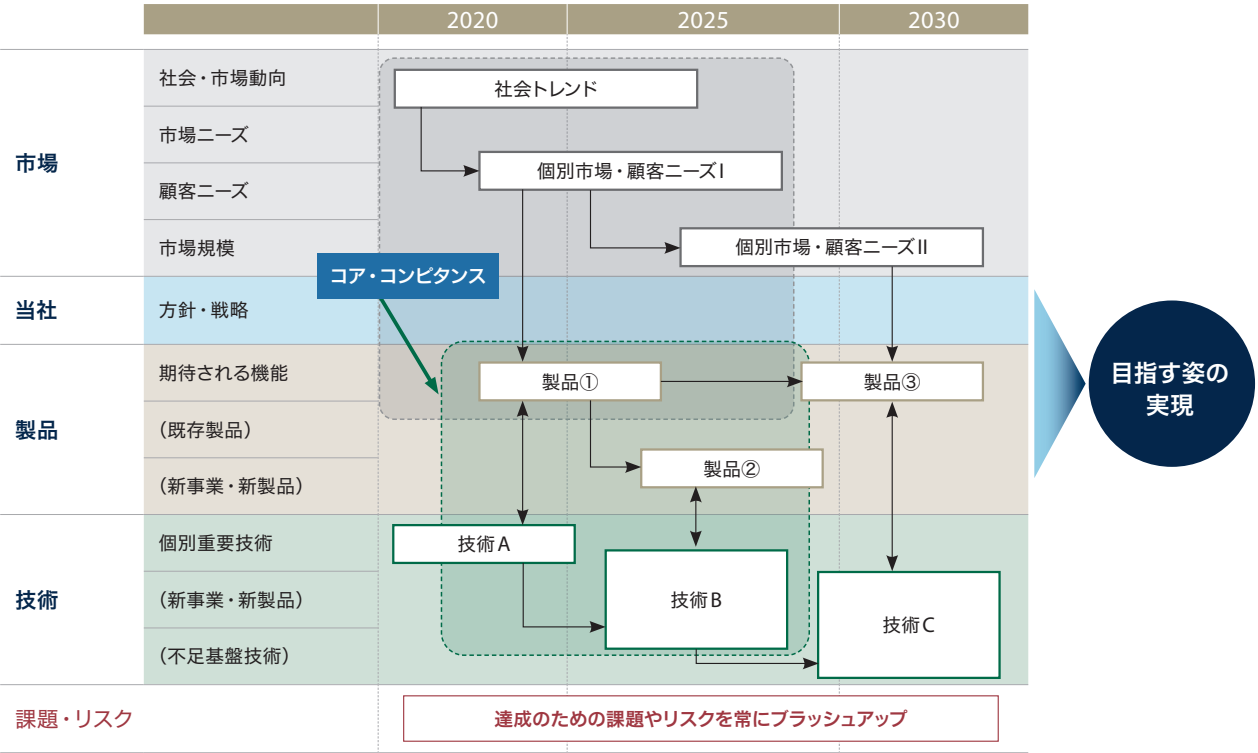 2020
2025
2030
市場
社会・市場動向
市場ニーズ
顧客ニーズ
市場規模
社会トレンド
個別市場・顧客ニーズI
個別市場・顧客ニーズII
コア・コンピタンス
当社
方針・戦略
製品
期待される機能
(既存製品)
(新事業・新製品)
製品①
製品③
製品②
目指す姿の
実現
技術
個別重要技術
(新事業・新製品)
(不足基盤技術)
技術A
技術B
技術C
課題・リスク
達成のための課題やリスクを常にブラッシュアップ